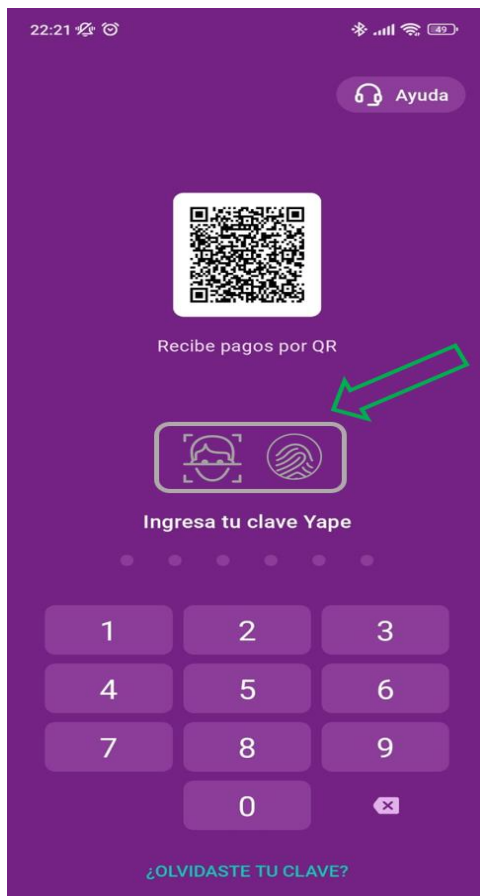 22:21
49
Ayuda
Recibe pagos por QR
Ingresa tu clave Yape
1 2 3
4 5 6
7 8 9
0
¿OLVIDASTE TU CLAVE?